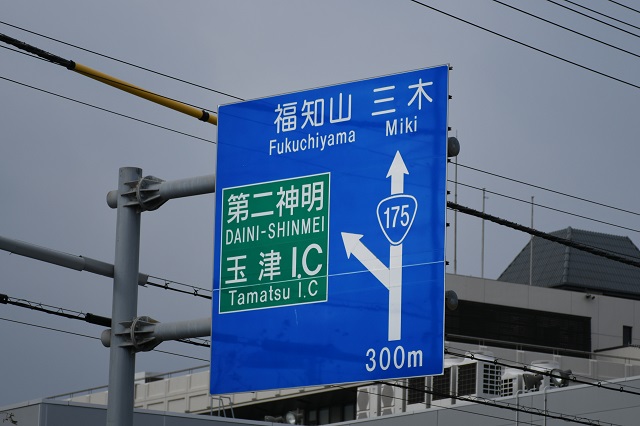 福知山 三木
Fukuchiyama Miki
175
第二神明
DAINI-SHINMEI
玉津 I.C
Tamatsu I.C
300m